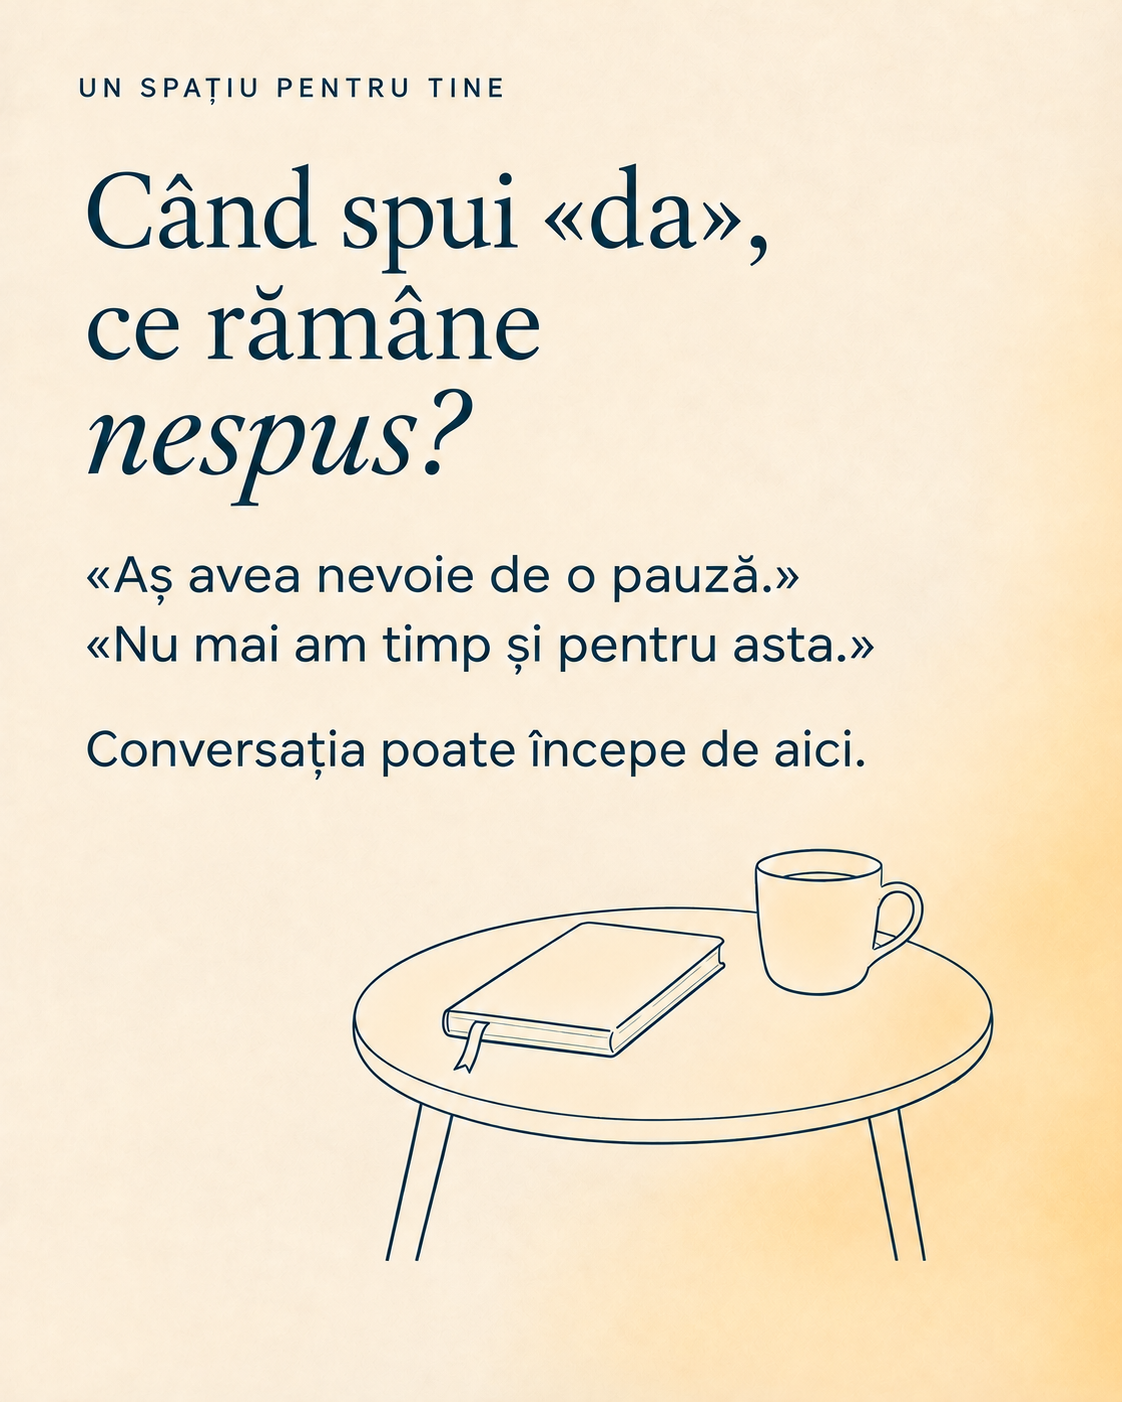 UN SPAȚIU PENTRU TINE
Când spui «da»,
ce rămâne
nespus?
«Aș avea nevoie de o pauză.»
«Nu mai am timp și pentru asta.»
Conversația poate începe de aici.